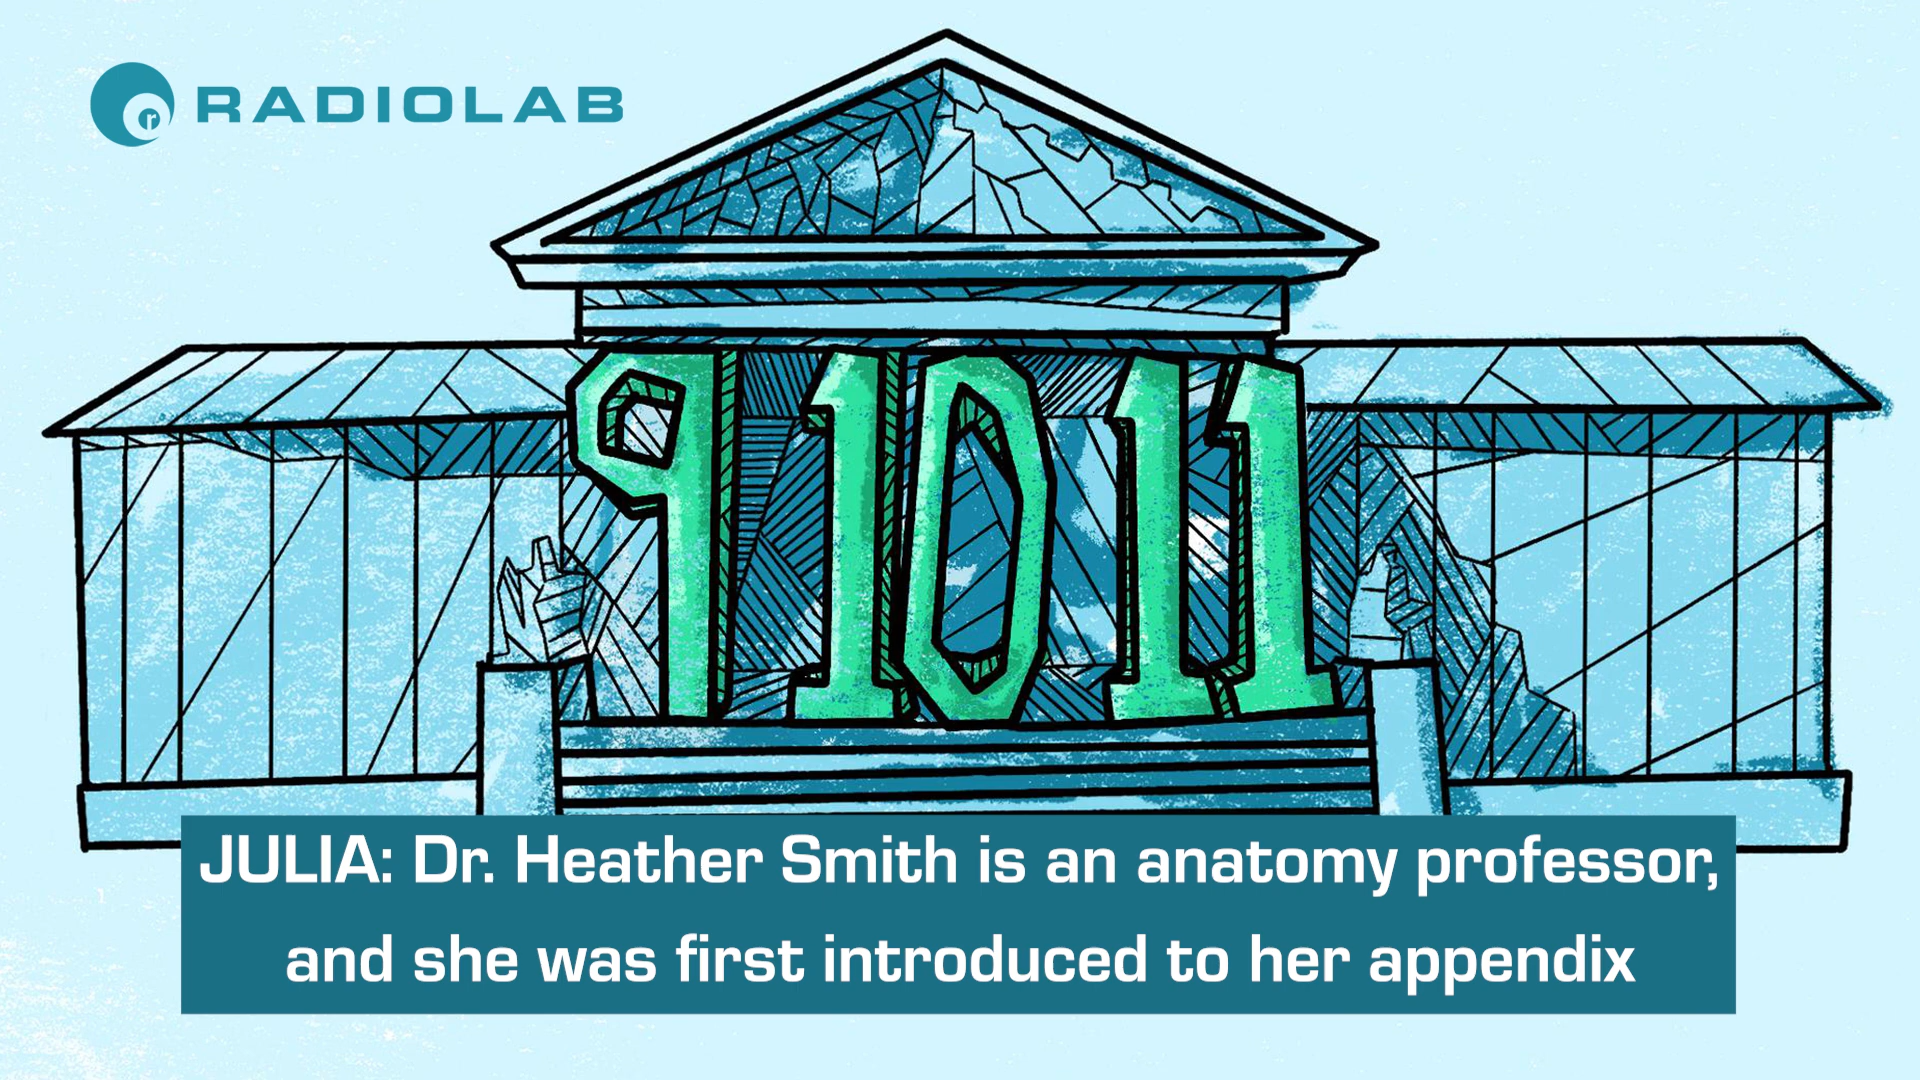 RADIOLAB
9 10 11
JULIA: Dr. Heather Smith is an anatomy professor,
and she was first introduced to her appendix